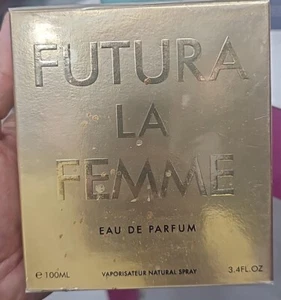 FUTURA
LA
FEMME
EAU DE PARFUM
℮ 100ML VAPORISATEUR NATURAL SPRAY 3.4FL.OZ